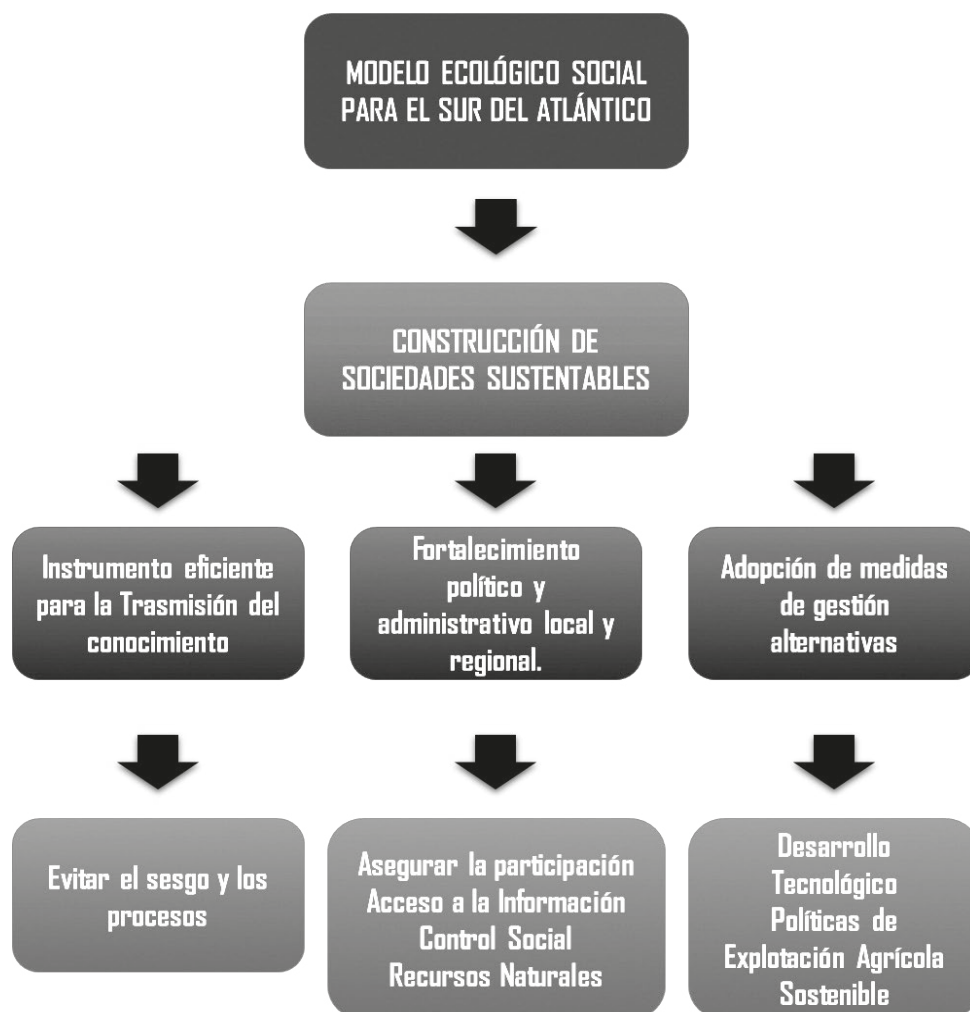 MODELO ECOLÓGICO SOCIAL
PARA EL SUR DEL ATLÁNTICO
CONSTRUCCIÓN DE
SOCIEDADES SUSTENTABLES
Instrumento eficiente
para la Trasmisión del
conocimiento
Fortalecimiento
político y
administrativo local y
regional.
Adopción de medidas
de gestión
alternativas
Evitar el sesgo y los
procesos
Asegurar la participación
Acceso a la Información
Control Social
Recursos Naturales
Desarrollo
Tecnológico
Políticas de
Explotación Agrícola
Sostenible